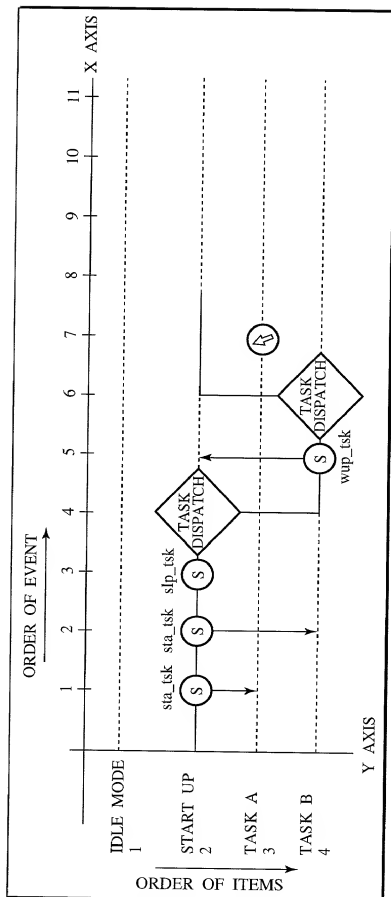 ORDER OF EVENT
X AXIS
1 2 3 4 5 6 7 8 9 10 11
IDLE MODE
1
START UP
2
TASK A
3
TASK B
4
ORDER OF ITEMS
Y AXIS
sta_tsk
S
sta_tsk
S
slp_tsk
S
TASK
DISPATCH
S
wup_tsk
TASK
DISPATCH